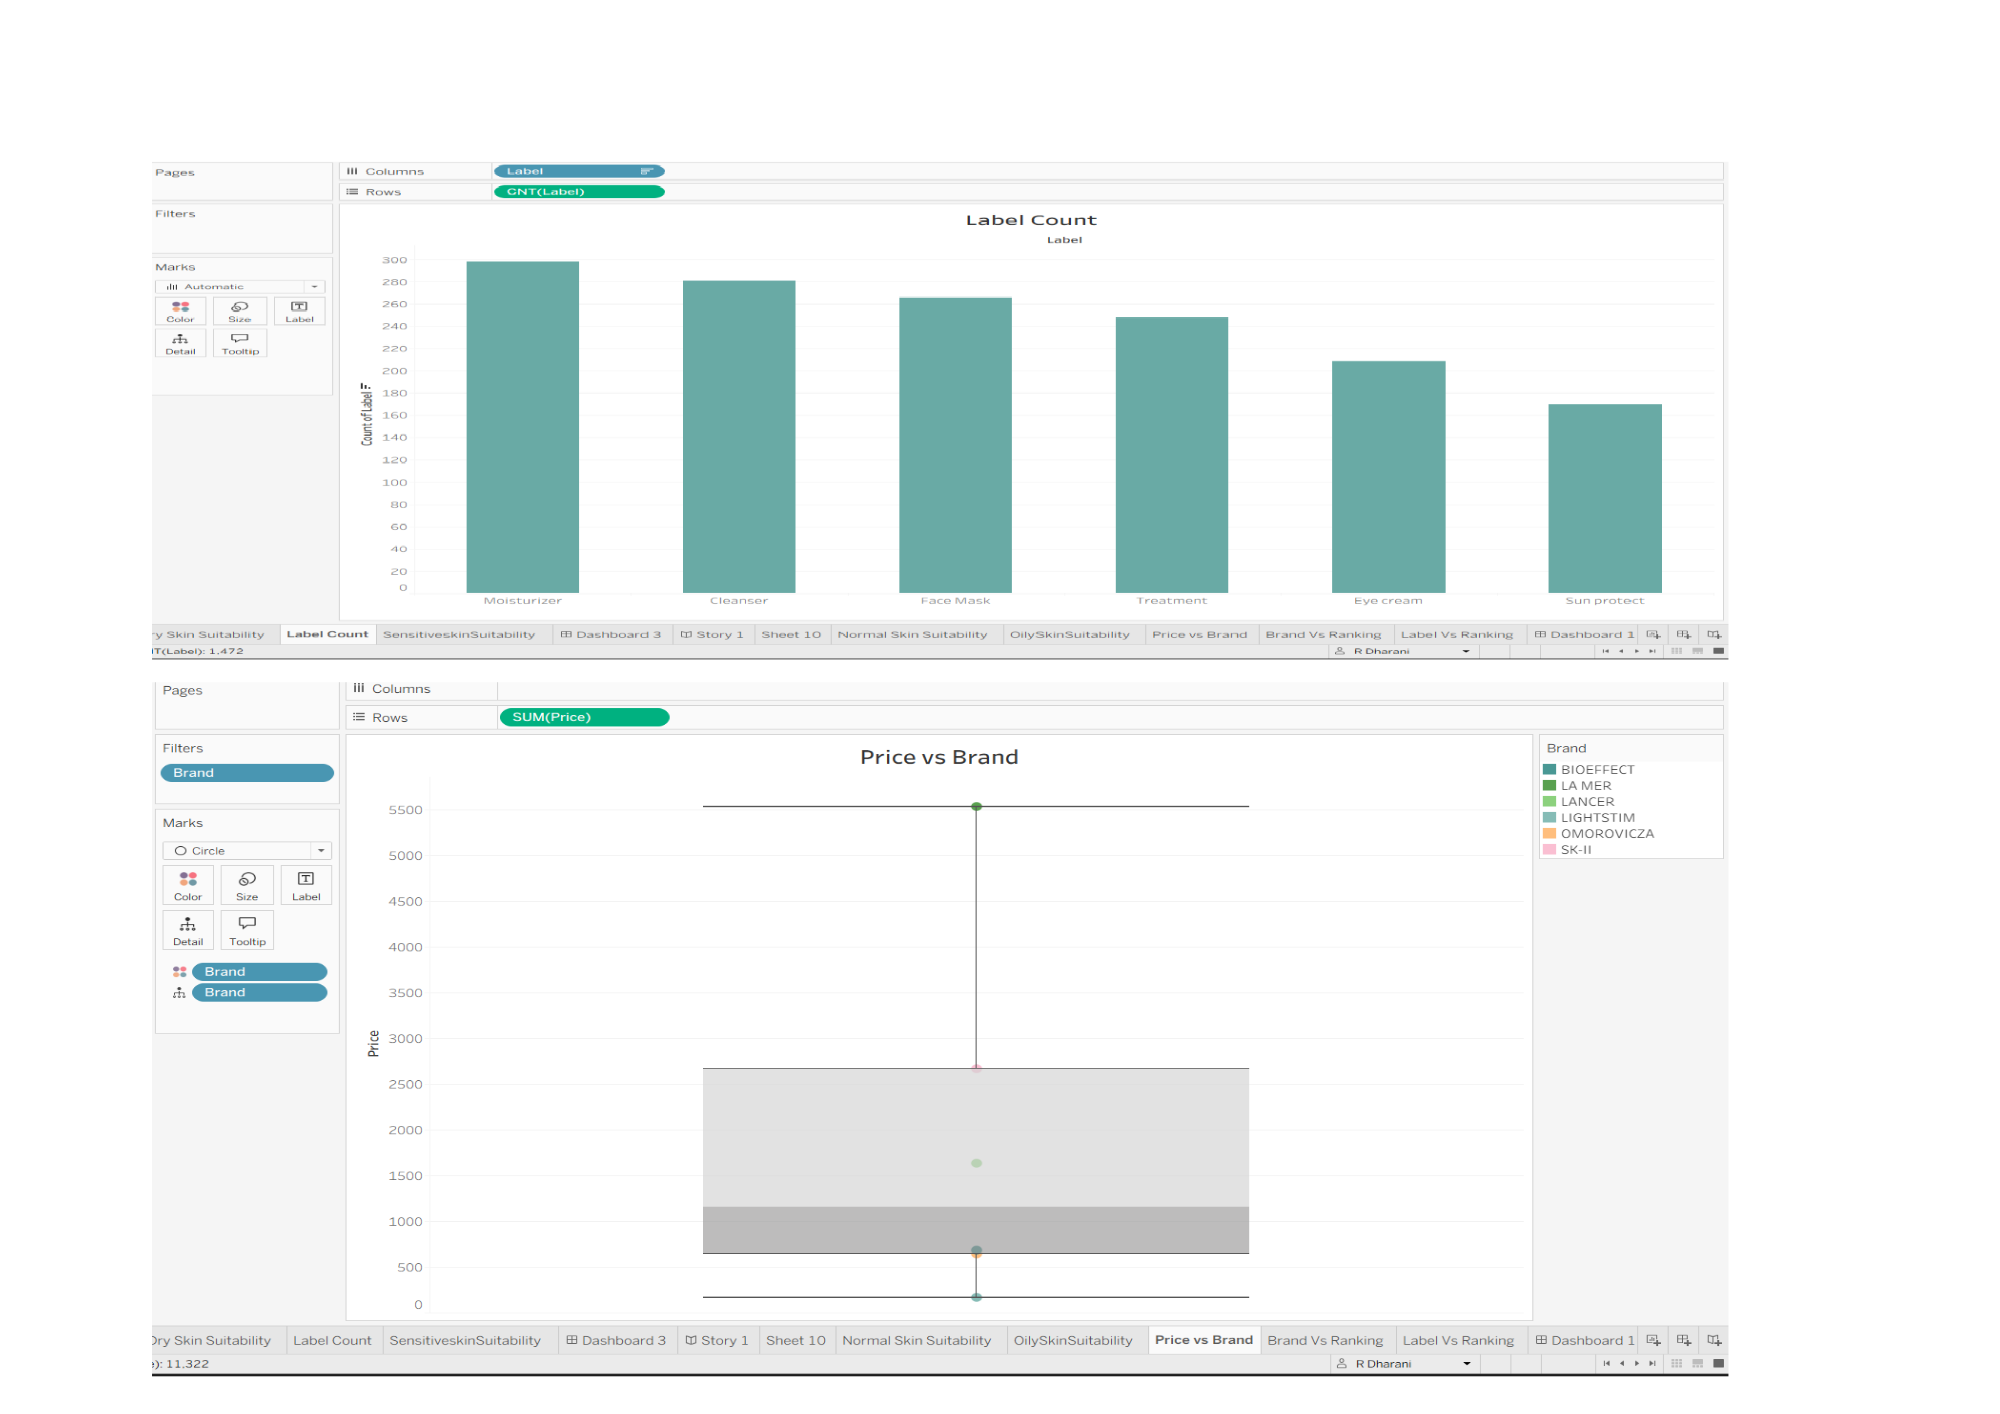 Pages
Columns
Label
Rows
CNT(Label)
Filters
Marks
Automatic
Color
Size
Label
Detail
Tooltip
Label Count
Label
Count of Label
300
280
260
240
220
200
180
160
140
120
100
80
60
40
20
0
Moisturizer Cleanser Face Mask Treatment Eye cream Sun protect
ry Skin Suitability Label Count SensitiveskinSuitability Dashboard 3 Story 1 Sheet 10 Normal Skin Suitability OilySkinSuitability Price vs Brand Brand Vs Ranking Label Vs Ranking Dashboard 1
IT(Label): 1,472 R Dharani
Pages
Columns
Rows
SUM(Price)
Filters
Brand
Marks
Circle
Color
Size
Label
Detail
Tooltip
Brand
Brand
Price vs Brand
Price
5500
5000
4500
4000
3500
3000
2500
2000
1500
1000
500
0
Brand
BIOEFFECT
LA MER
LANCER
LIGHTSTIM
OMOROVICZA
SK-II
Dry Skin Suitability Label Count SensitiveskinSuitability Dashboard 3 Story 1 Sheet 10 Normal Skin Suitability OilySkinSuitability Price vs Brand Brand Vs Ranking Label Vs Ranking Dashboard 1
e): 11,322 R Dharani